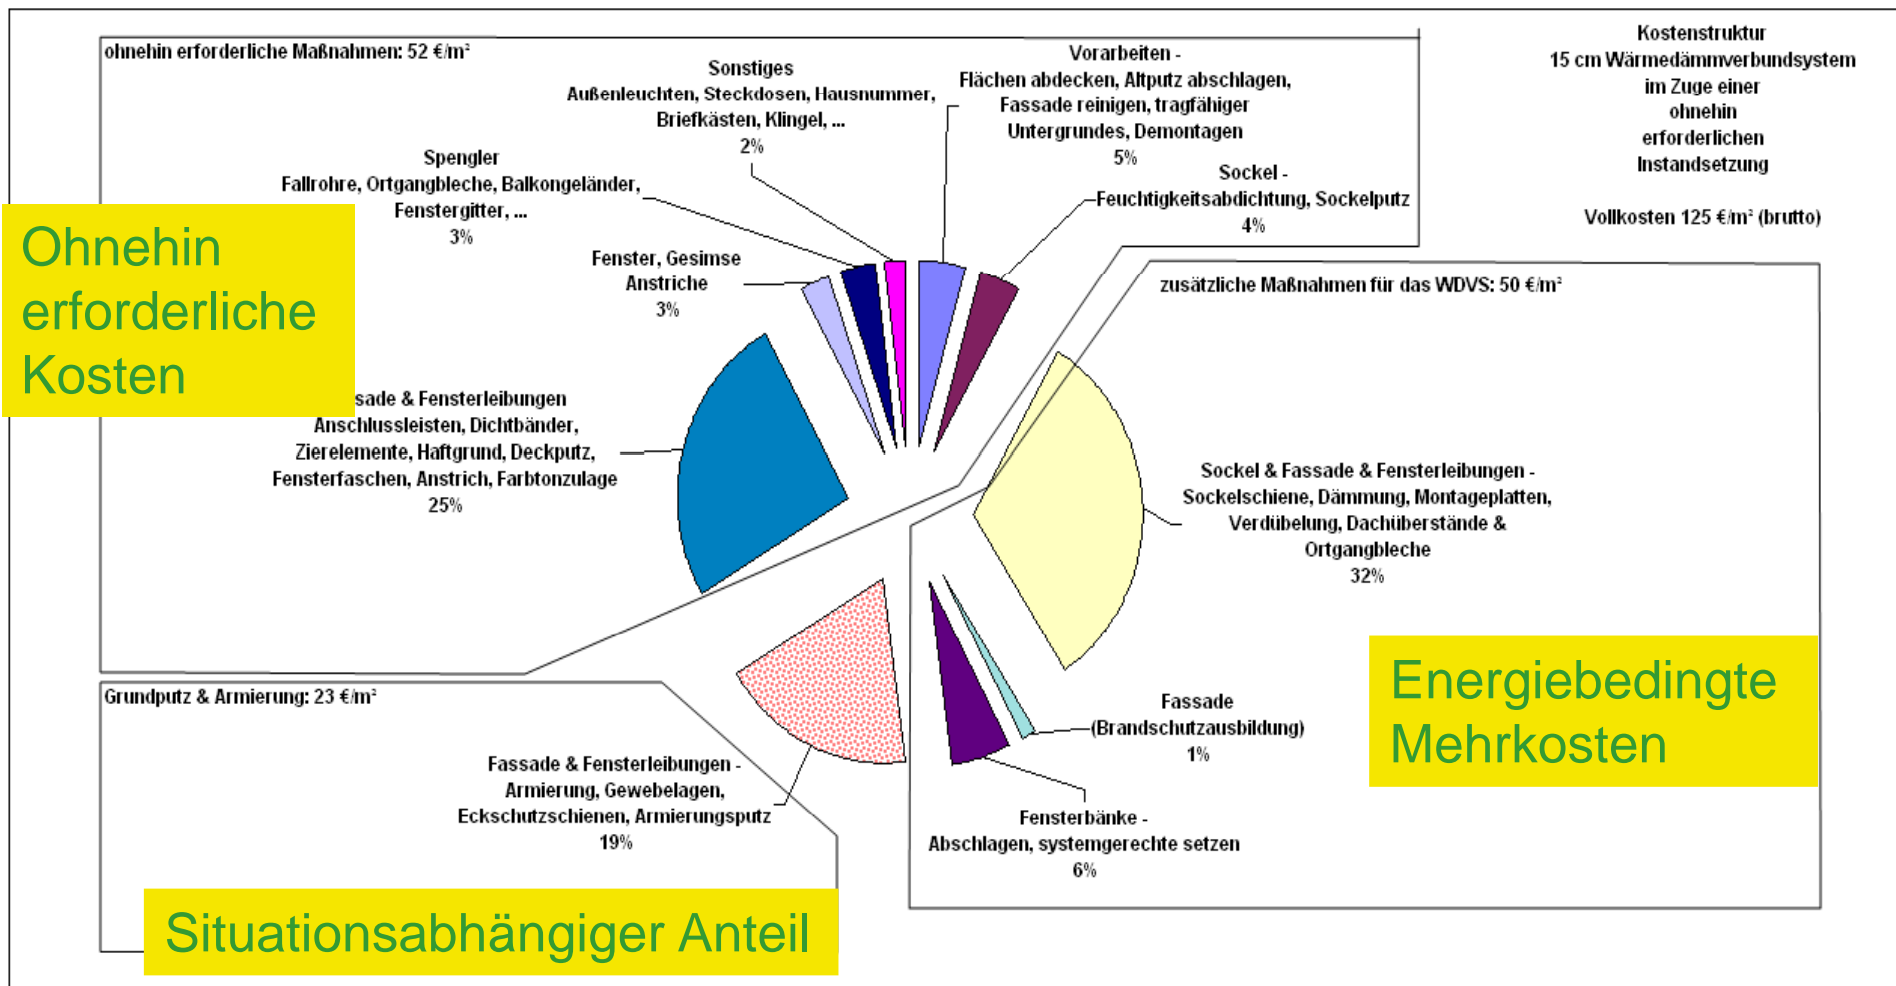 ohnehin erforderliche Maßnahmen: 52 €/m²
Sonstiges
Außenleuchten, Steckdosen, Hausnummer,
Briefkästen, Klingel, ...
2%
Vorarbeiten -
Flächen abdecken, Altputz abschlagen,
Fassade reinigen, tragfähiger
Untergrundes, Demontagen
5%
Kostenstruktur
15 cm Wärmedämmverbundsystem
im Zuge einer
ohnehin
erforderlichen
Instandsetzung
Vollkosten 125 €/m² (brutto)
Spengler
Fallrohre, Ortgangbleche, Balkongeländer,
Fenstergitter, ...
3%
Sockel -
Feuchtigkeitsabdichtung, Sockelputz
4%
Ohnehin
erforderliche
Kosten
Fenster, Gesimse
Anstriche
3%
zusätzliche Maßnahmen für das WDVS: 50 €/m²
sade & Fensterleibungen
Anschlussleisten, Dichtbänder,
Zierelemente, Haftgrund, Deckputz,
Fensterfaschen, Anstrich, Farbtonzulage
25%
Sockel & Fassade & Fensterleibungen -
Sockelschiene, Dämmung, Montageplatten,
Verdübelung, Dachüberstände &
Ortgangbleche
32%
Energiebedingte
Mehrkosten
Grundputz & Armierung: 23 €/m²
Fassade
(Brandschutzausbildung)
1%
Fassade & Fensterleibungen -
Armierung, Gewebelagen,
Eckschutzschienen, Armierungsputz
19%
Fensterbänke -
Abschlagen, systemgerechte setzen
6%
Situationsabhängiger Anteil